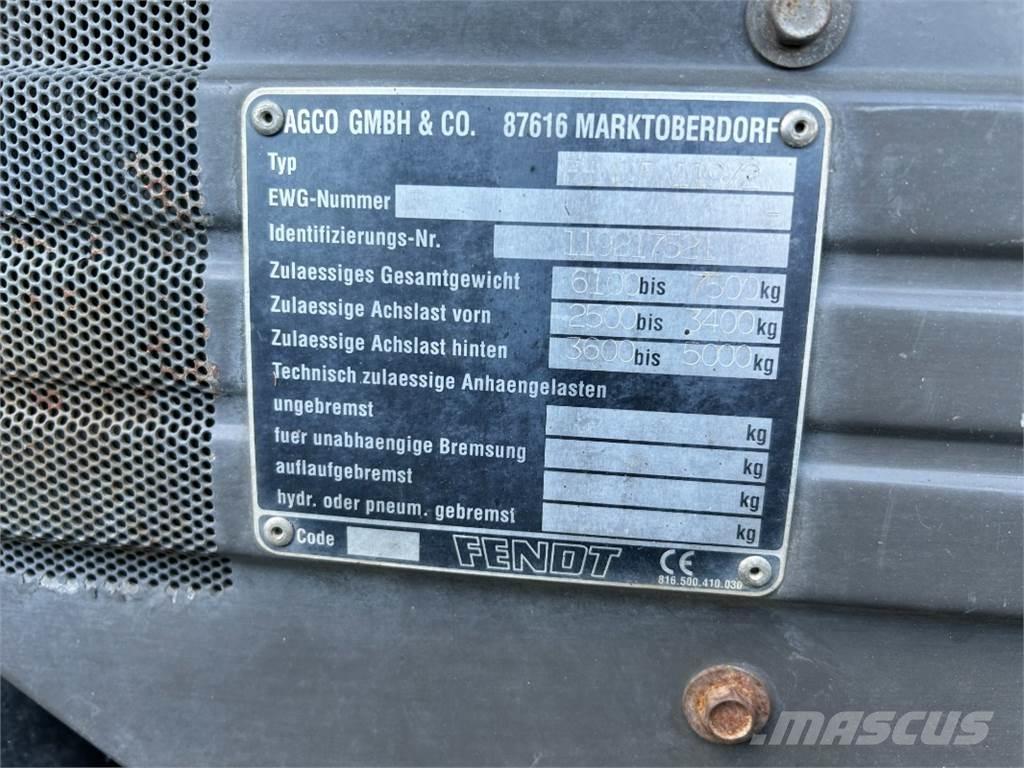 AGCO GMBH & CO. 87616 MARKTOBERDORF
Typ
EWG-Nummer -
Identifizierungs-Nr. 119217521
Zulaessiges Gesamtgewicht 6100 bis 7500 kg
Zulaessige Achslast vorn 2500 bis 3400 kg
Zulaessige Achslast hinten 3600 bis 5000 kg
Technisch zulaessige Anhaengelasten
ungebremst kg
fuer unabhaengige Bremsung kg
auflaufgebremst kg
hydr. oder pneum. gebremst kg
Code FENDT CE
816.500.410.030
MASCUS